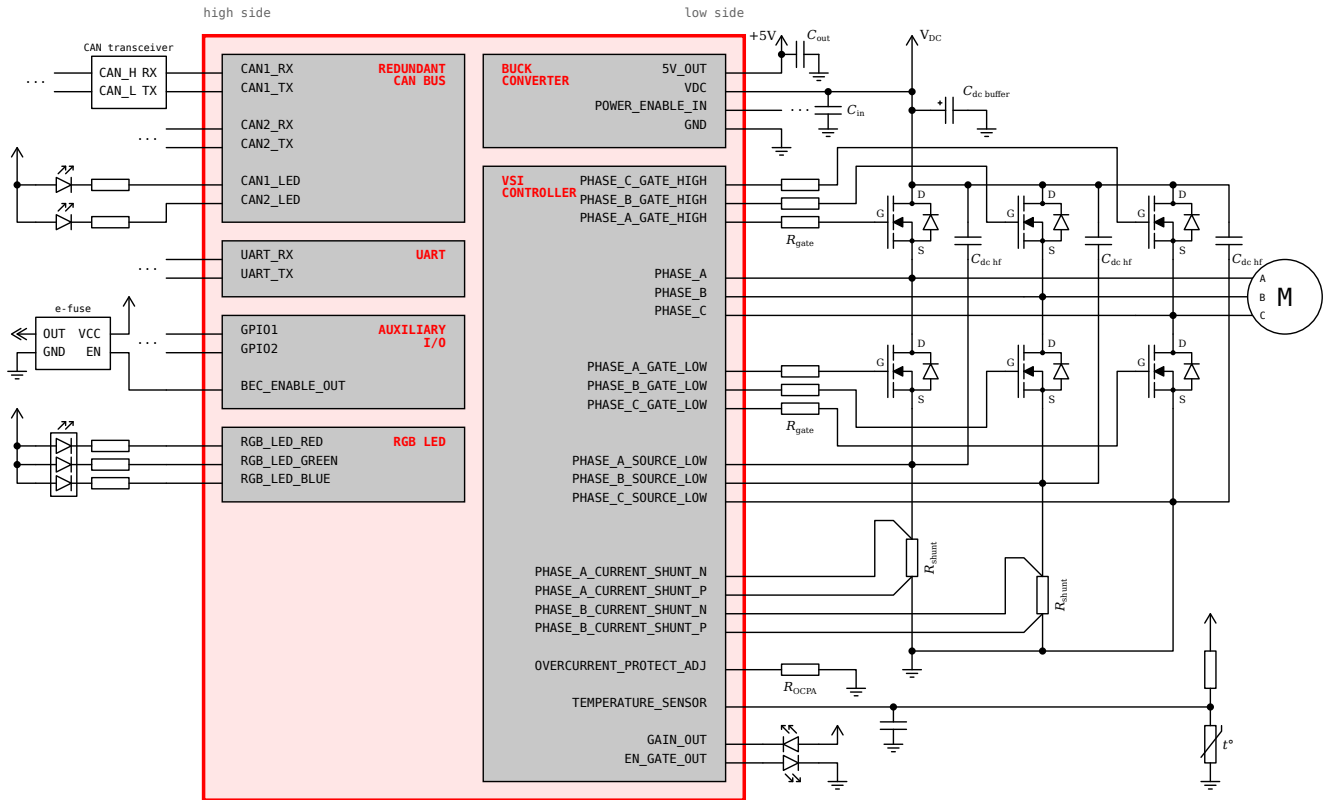 high side
low side
CAN transceiver
CAN_H RX
CAN_L TX
...
CAN1_RX
CAN1_TX
CAN2_RX
CAN2_TX
...
CAN1_LED
CAN2_LED
REDUNDANT
CAN BUS
UART_RX
UART_TX
UART
...
e-fuse
OUT VCC
GND EN
...
GPIO1
GPIO2
BEC_ENABLE_OUT
AUXILIARY
I/O
RGB_LED_RED
RGB_LED_GREEN
RGB_LED_BLUE
RGB LED
BUCK
CONVERTER
5V_OUT
VDC
POWER_ENABLE_IN
GND
+5V
Cout
VDC
...
Cin
+
Cdc buffer
VSI
CONTROLLER
PHASE_C_GATE_HIGH
PHASE_B_GATE_HIGH
PHASE_A_GATE_HIGH
Rgate
PHASE_A
PHASE_B
PHASE_C
PHASE_A_GATE_LOW
PHASE_B_GATE_LOW
PHASE_C_GATE_LOW
Rgate
PHASE_A_SOURCE_LOW
PHASE_B_SOURCE_LOW
PHASE_C_SOURCE_LOW
PHASE_A_CURRENT_SHUNT_N
PHASE_A_CURRENT_SHUNT_P
PHASE_B_CURRENT_SHUNT_N
PHASE_B_CURRENT_SHUNT_P
OVERCURRENT_PROTECT_ADJ
TEMPERATURE_SENSOR
GAIN_OUT
EN_GATE_OUT
D
G
S
D
G
S
D
G
S
Cdc hf
Cdc hf
Cdc hf
A
B
C
M
D
G
S
D
G
S
D
G
S
Rshunt
Rshunt
ROCPA
t°